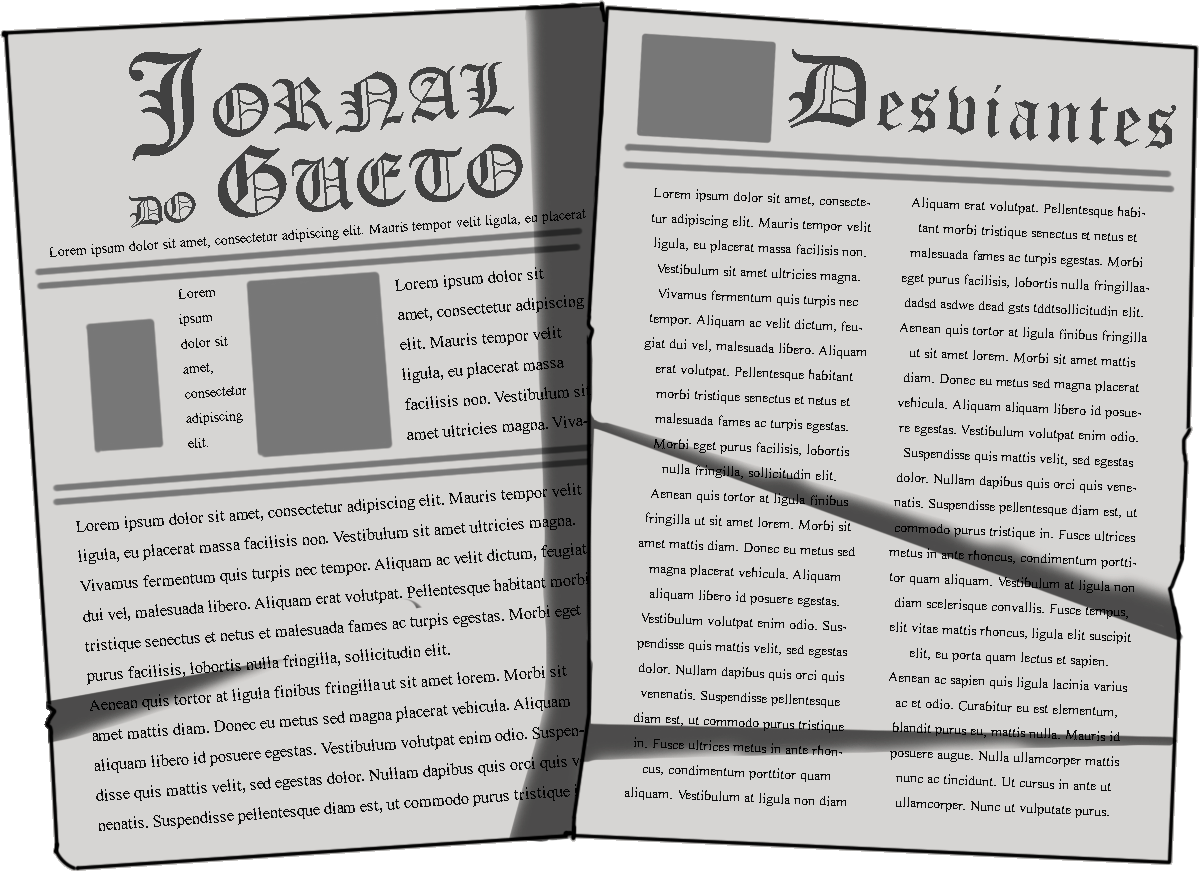 JORNAL
DO GUETO
Lorem ipsum dolor sit amet, consectetur adipiscing elit. Mauris tempor velit ligula, eu placerat
Lorem
ipsum
dolor sit
amet,
consectetur
adipiscing
elit.
Lorem ipsum dolor sit
amet, consectetur adipiscing
elit. Mauris tempor velit
ligula, eu placerat massa
facilisis non. Vestibulum si
amet ultricies magna. Viva-
Lorem ipsum dolor sit amet, consectetur adipiscing elit. Mauris tempor velit
ligula, eu placerat massa facilisis non. Vestibulum sit amet ultricies magna.
Vivamus fermentum quis turpis nec tempor. Aliquam ac velit dictum, feugiat
dui vel, malesuada libero. Aliquam erat volutpat. Pellentesque habitant morbi
tristique senectus et netus et malesuada fames ac turpis egestas. Morbi eget
purus facilisis, lobortis nulla fringilla, sollicitudin elit.
Aenean quis tortor at ligula finibus fringilla ut sit amet lorem. Morbi sit
amet mattis diam. Donec eu metus sed magna placerat vehicula. Aliquam
aliquam libero id posuere egestas. Vestibulum volutpat enim odio. Suspen-
disse quis mattis velit, sed egestas dolor. Nullam dapibus quis orci quis v
nenatis. Suspendisse pellentesque diam est, ut commodo purus tristique i
Desviantes
Lorem ipsum dolor sit amet, consecte-
tur adipiscing elit. Mauris tempor velit
ligula, eu placerat massa facilisis non.
Vestibulum sit amet ultricies magna.
Vivamus fermentum quis turpis nec
tempor. Aliquam ac velit dictum, feu-
giat dui vel, malesuada libero. Aliquam
erat volutpat. Pellentesque habitant
morbi tristique senectus et netus et
malesuada fames ac turpis egestas.
Morbi eget purus facilisis, lobortis
nulla fringilla, sollicitudin elit.
Aenean quis tortor at ligula finibus
fringilla ut sit amet lorem. Morbi sit
amet mattis diam. Donec eu metus sed
magna placerat vehicula. Aliquam
aliquam libero id posuere egestas.
Vestibulum volutpat enim odio. Sus-
pendisse quis mattis velit, sed egestas
dolor. Nullam dapibus quis orci quis
venenatis. Suspendisse pellentesque
diam est, ut commodo purus tristique
in. Fusce ultrices metus in ante rhon-
cus, condimentum porttitor quam
aliquam. Vestibulum at ligula non diam
Aliquam erat volutpat. Pellentesque habi-
tant morbi tristique senectus et netus et
malesuada fames ac turpis egestas. Morbi
eget purus facilisis, lobortis nulla fringillaa-
dadsd asdwe dead gsts tddtsollicitudin elit.
Aenean quis tortor at ligula finibus fringilla
ut sit amet lorem. Morbi sit amet mattis
diam. Donec eu metus sed magna placerat
vehicula. Aliquam aliquam libero id posue-
re egestas. Vestibulum volutpat enim odio.
Suspendisse quis mattis velit, sed egestas
dolor. Nullam dapibus quis orci quis vene-
natis. Suspendisse pellentesque diam est, ut
commodo purus tristique in. Fusce ultrices
metus in ante rhoncus, condimentum portti-
tor quam aliquam. Vestibulum at ligula non
diam scelerisque convallis. Fusce tempus,
elit vitae mattis rhoncus, ligula elit suscipit
elit, eu porta quam lectus et sapien.
Aenean ac sapien quis ligula lacinia varius
ac et odio. Curabitur eu est elementum,
blandit purus eu, mattis nulla. Mauris id
posuere augue. Nulla ullamcorper mattis
nunc ac tincidunt. Ut cursus in ante ut
ullamcorper. Nunc ut vulputate purus.